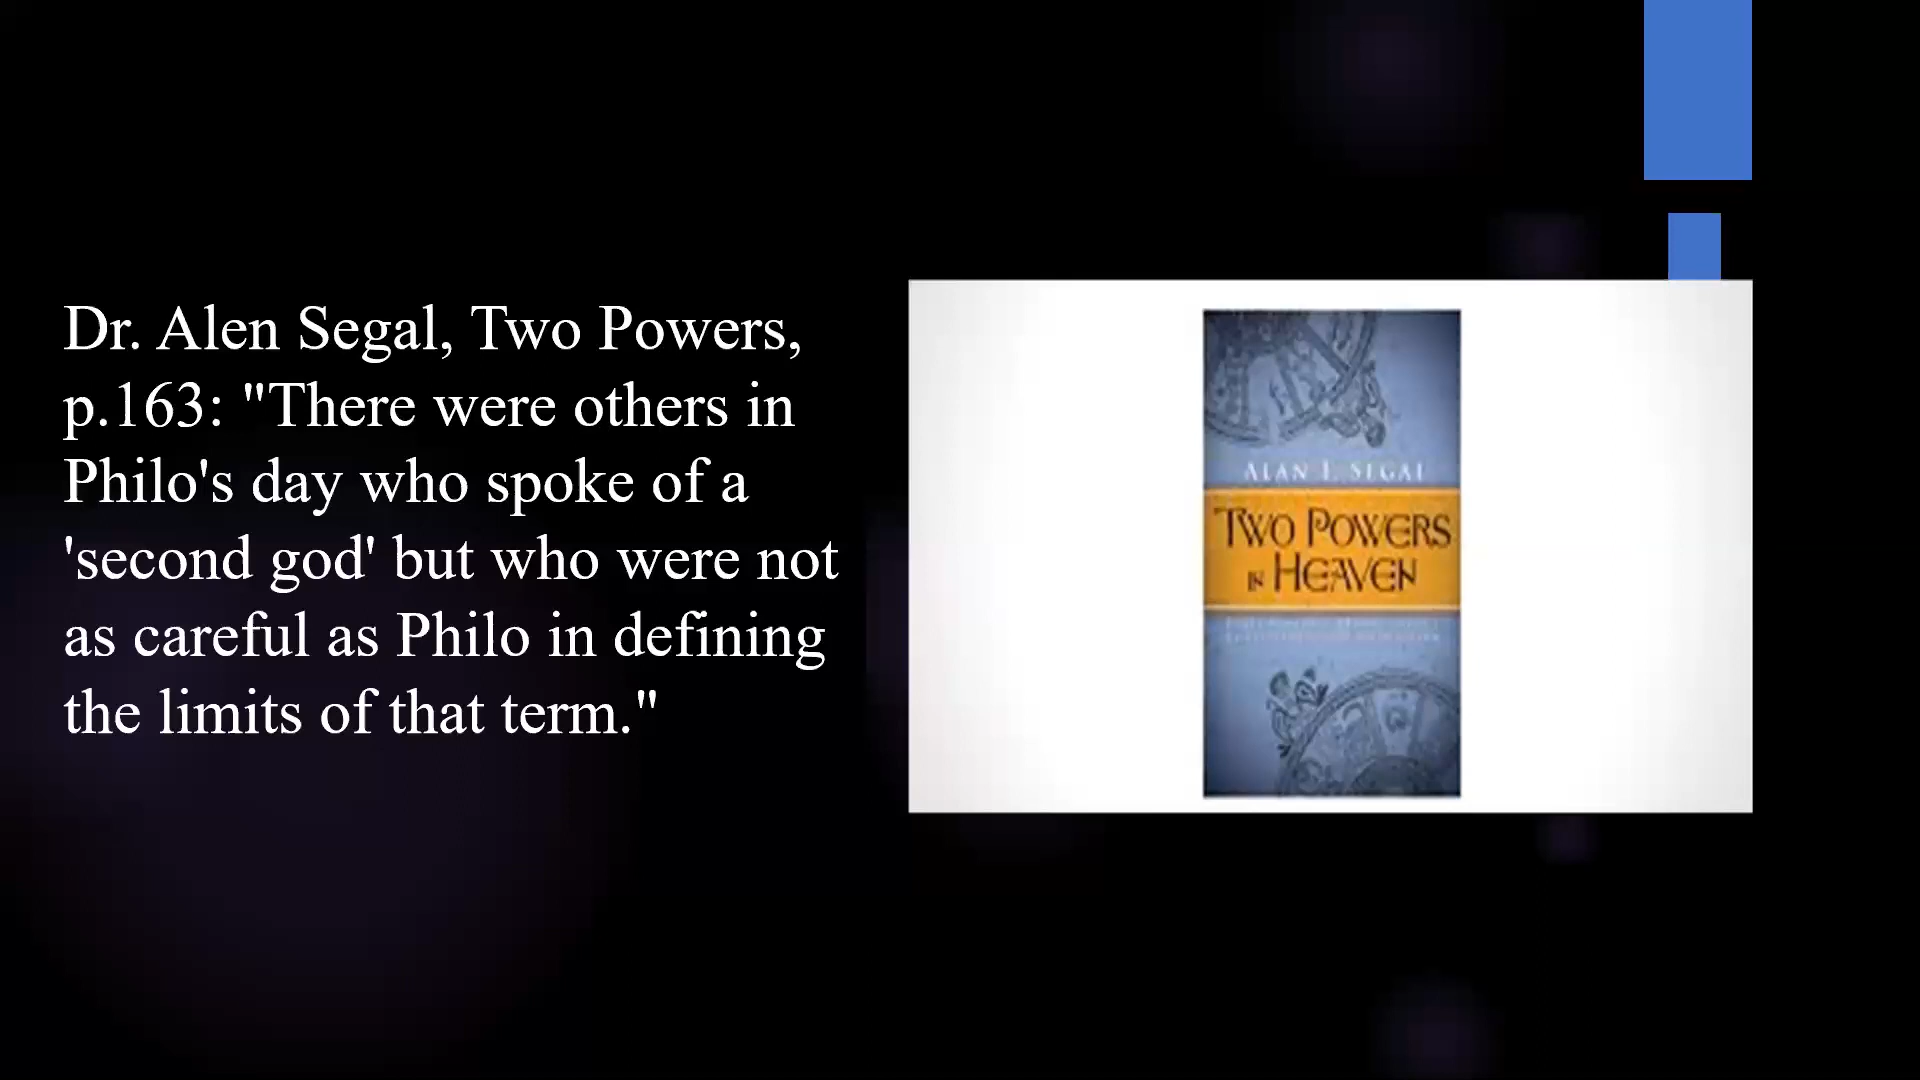 Dr. Alen Segal, Two Powers,
p.163: "There were others in
Philo's day who spoke of a
'second god' but who were not
as careful as Philo in defining
the limits of that term."
ALAN F. SEGAL
TWO POWERS
IN HEAVEN